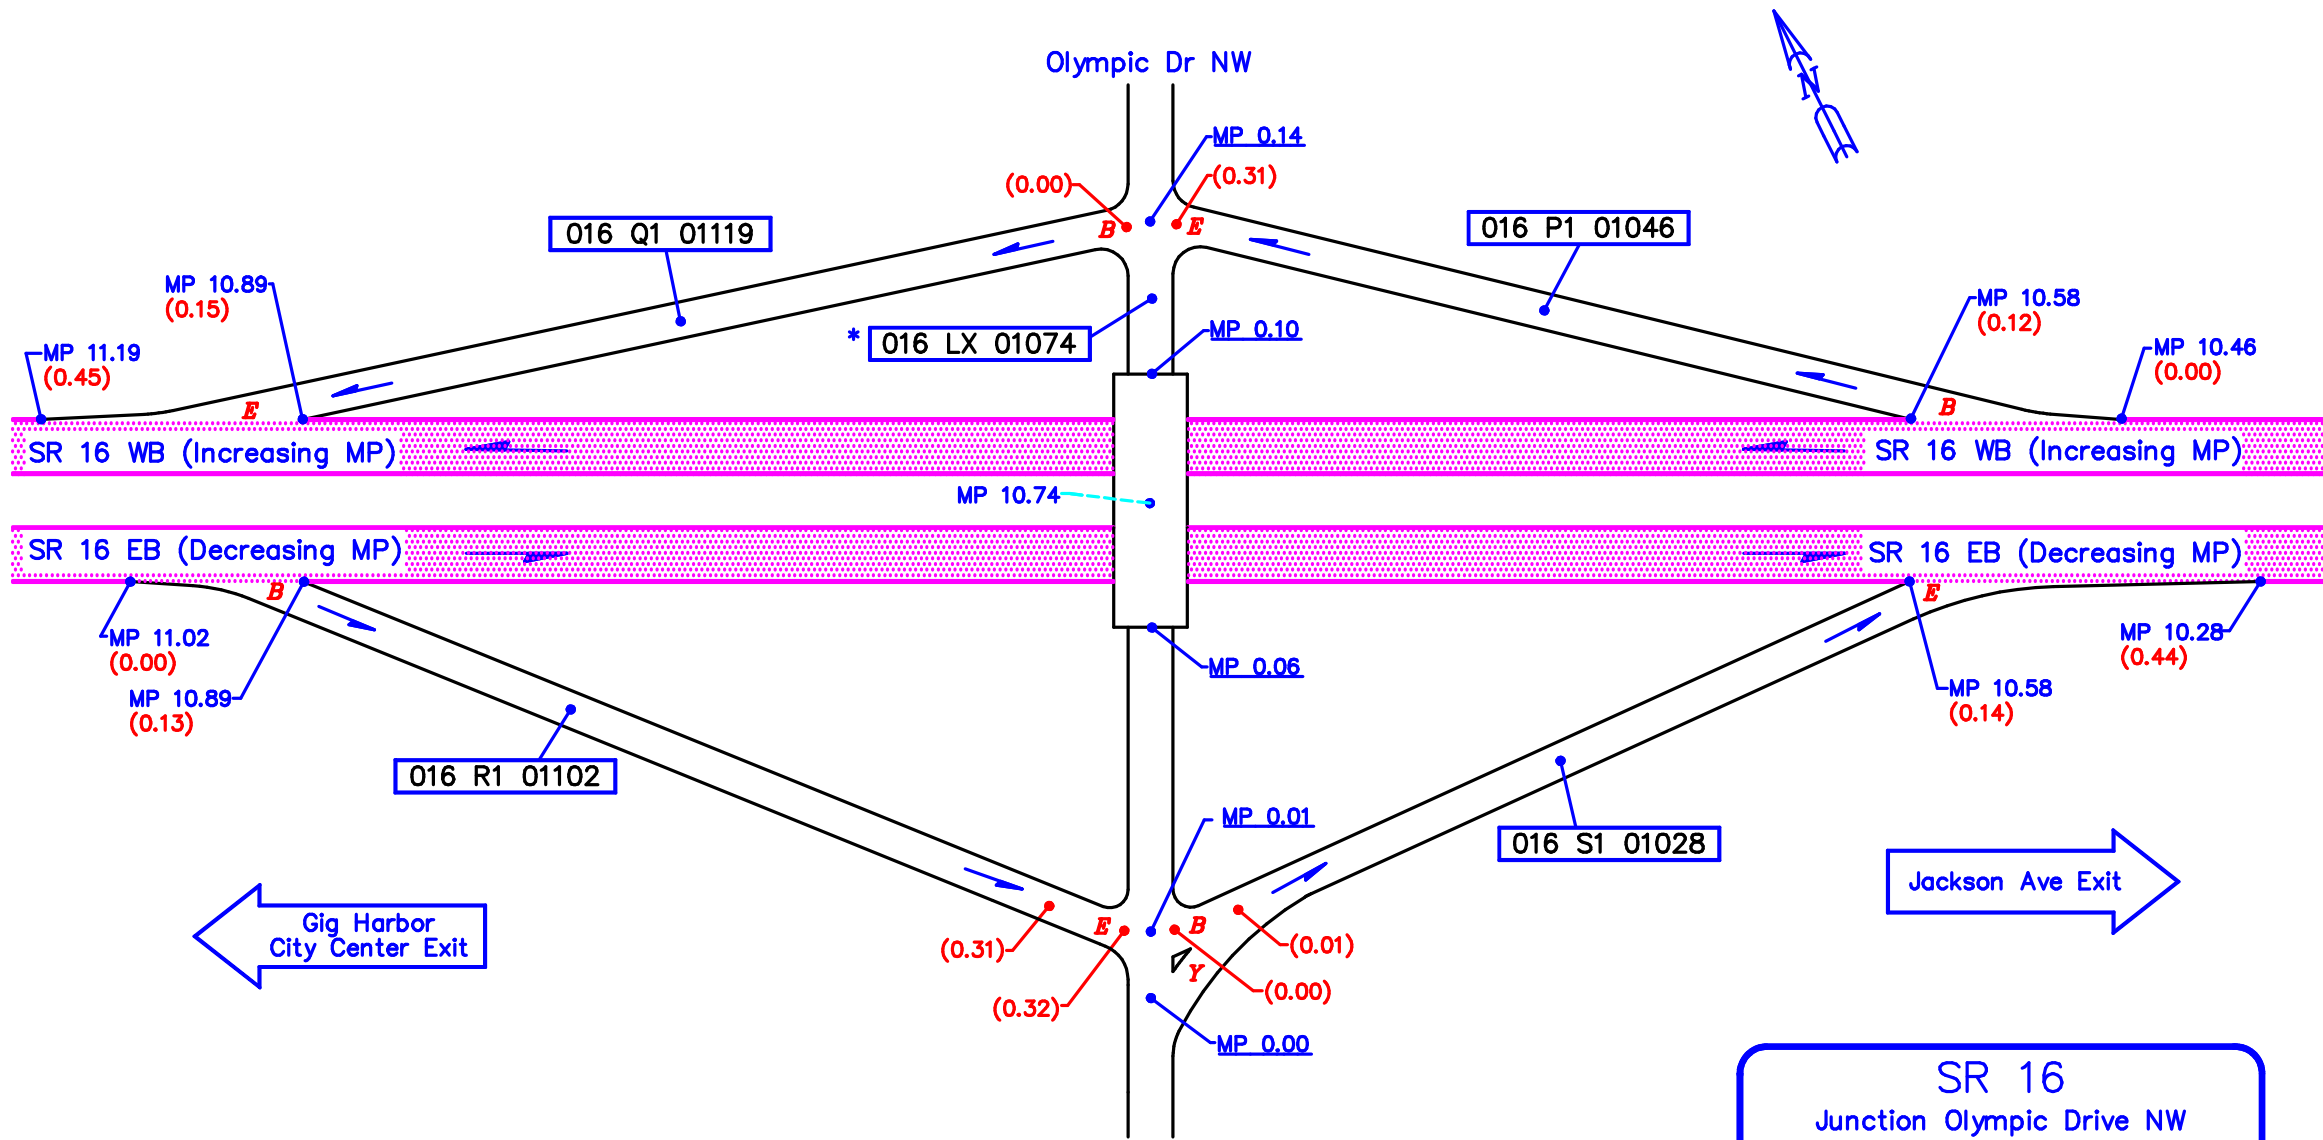 Olympic Dr NW
N
MP 0.14
(0.00)
(0.31)
B
E
016 Q1 01119
016 P1 01046
MP 10.89
(0.15)
MP 10.58
(0.12)
* 016 LX 01074
MP 0.10
MP 11.19
(0.45)
MP 10.46
(0.00)
E
B
SR 16 WB (Increasing MP)
SR 16 WB (Increasing MP)
MP 10.74
SR 16 EB (Decreasing MP)
SR 16 EB (Decreasing MP)
B
E
MP 11.02
(0.00)
MP 10.28
(0.44)
MP 0.06
MP 10.89
(0.13)
MP 10.58
(0.14)
016 R1 01102
MP 0.01
016 S1 01028
Jackson Ave Exit
Gig Harbor
City Center Exit
E
B
(0.31)
(0.01)
Y
(0.32)
(0.00)
MP 0.00
SR 16
Junction Olympic Drive NW